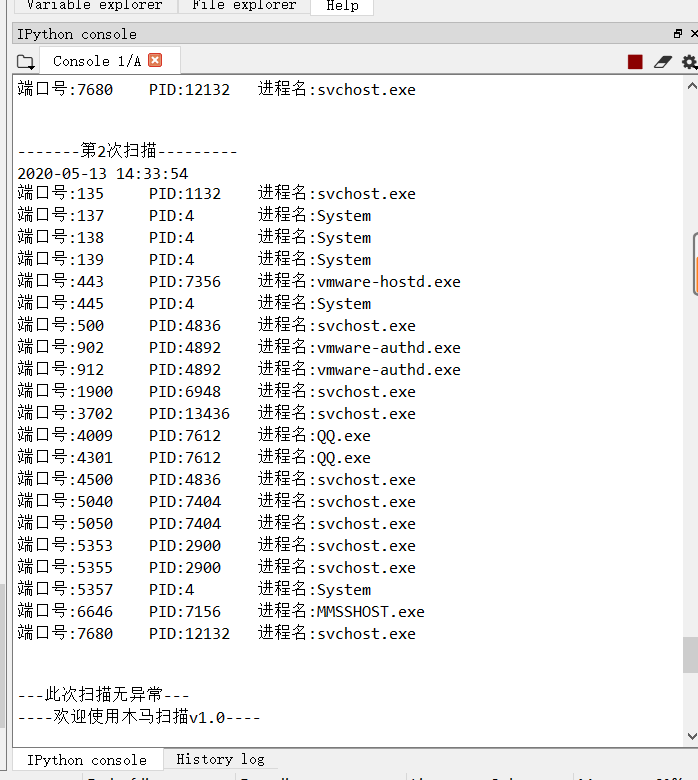 Variable explorer File explorer Help
IPython console
Console 1/A
端口号:7680 PID:12132 进程名:svchost.exe
-------第2次扫描---------
2020-05-13 14:33:54
端口号:135 PID:1132 进程名:svchost.exe
端口号:137 PID:4 进程名:System
端口号:138 PID:4 进程名:System
端口号:139 PID:4 进程名:System
端口号:443 PID:7356 进程名:vmware-hostd.exe
端口号:445 PID:4 进程名:System
端口号:500 PID:4836 进程名:svchost.exe
端口号:902 PID:4892 进程名:vmware-authd.exe
端口号:912 PID:4892 进程名:vmware-authd.exe
端口号:1900 PID:6948 进程名:svchost.exe
端口号:3702 PID:13436 进程名:svchost.exe
端口号:4009 PID:7612 进程名:QQ.exe
端口号:4301 PID:7612 进程名:QQ.exe
端口号:4500 PID:4836 进程名:svchost.exe
端口号:5040 PID:7404 进程名:svchost.exe
端口号:5050 PID:7404 进程名:svchost.exe
端口号:5353 PID:2900 进程名:svchost.exe
端口号:5355 PID:2900 进程名:svchost.exe
端口号:5357 PID:4 进程名:System
端口号:6646 PID:7156 进程名:MMSSHOST.exe
端口号:7680 PID:12132 进程名:svchost.exe
---此次扫描无异常---
----欢迎使用木马扫描v1.0----
IPython console History log